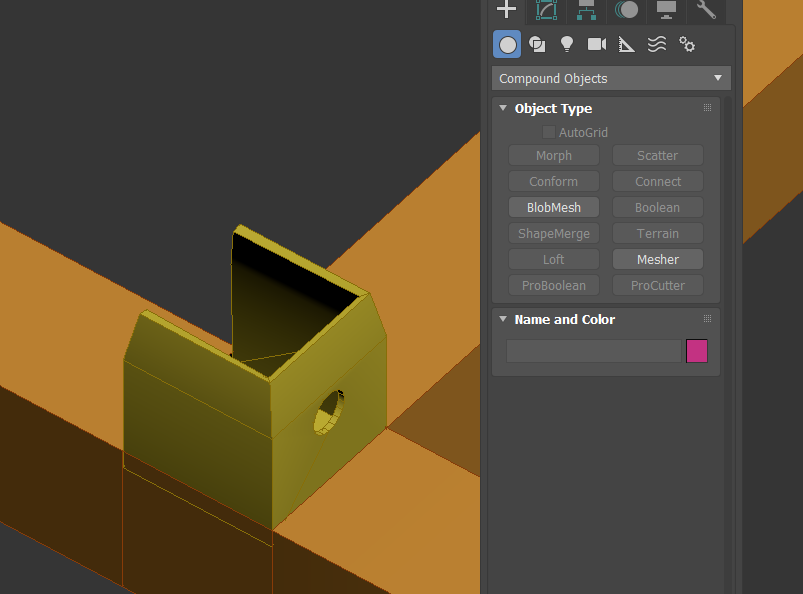 Compound Objects
Object Type
AutoGrid
Morph Scatter
Conform Connect
BlobMesh Boolean
ShapeMerge Terrain
Loft Mesher
ProBoolean ProCutter
Name and Color